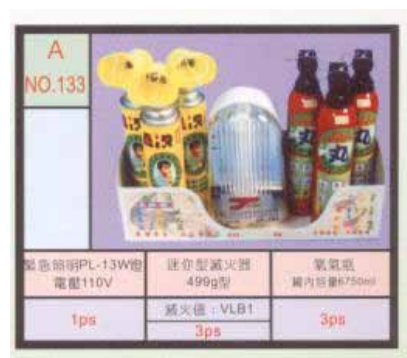 A
NO.133
緊急照明PL-13W燈
電壓110V
迷你型滅火器
499g型
氧氣瓶
罐內容量6750ml
1ps
滅火值：VLB1
3ps
3ps